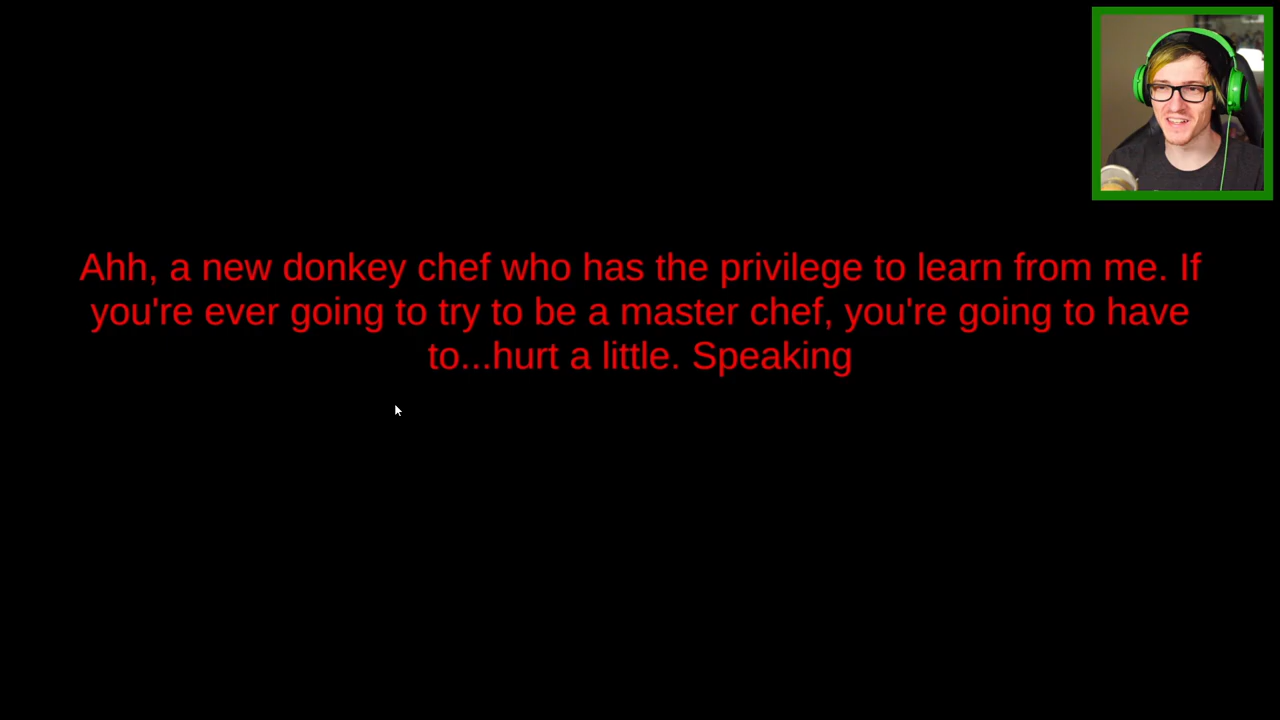 Ahh, a new donkey chef who has the privilege to learn from me. If
you're ever going to try to be a master chef, you're going to have
to...hurt a little. Speaking